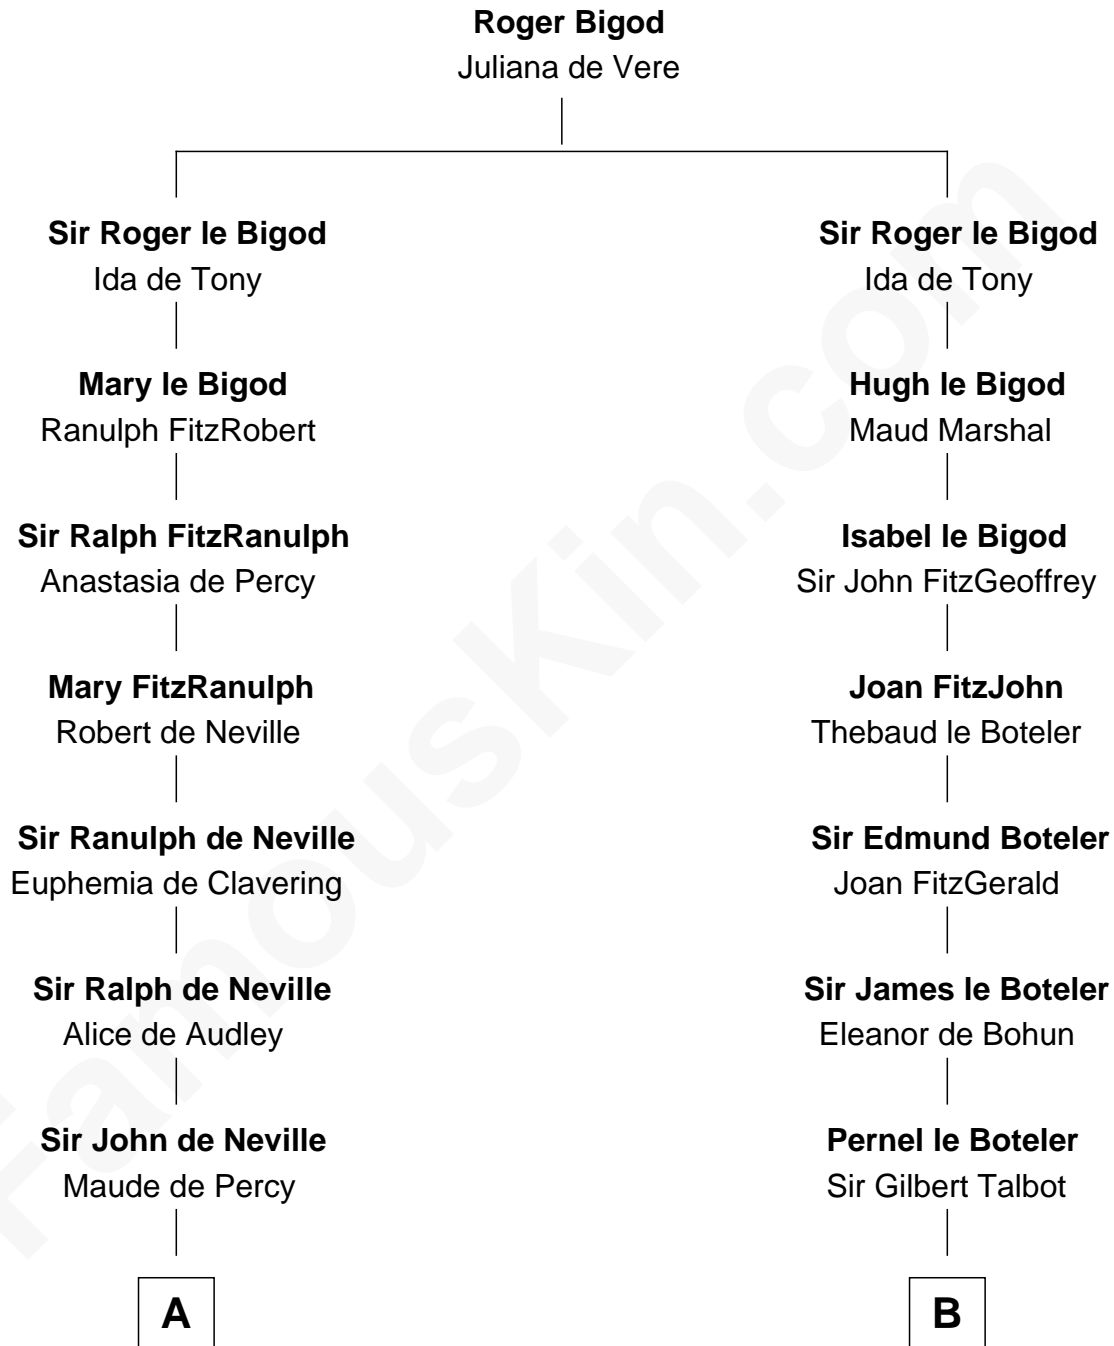 Roger Bigod
Juliana de Vere
Sir Roger le Bigod
Ida de Tony
Sir Roger le Bigod
Ida de Tony
Mary le Bigod
Ranulph FitzRobert
Hugh le Bigod
Maud Marshal
Sir Ralph FitzRanulph
Anastasia de Percy
Isabel le Bigod
Sir John FitzGeoffrey
Mary FitzRanulph
Robert de Neville
Joan FitzJohn
Thebaud le Boteler
Sir Ranulph de Neville
Euphemia de Clavering
Sir Edmund Boteler
Joan FitzGerald
Sir Ralph de Neville
Alice de Audley
Sir James le Boteler
Eleanor de Bohun
Sir John de Neville
Maude de Percy
Pernel le Boteler
Sir Gilbert Talbot
A
B
FamousKin.com